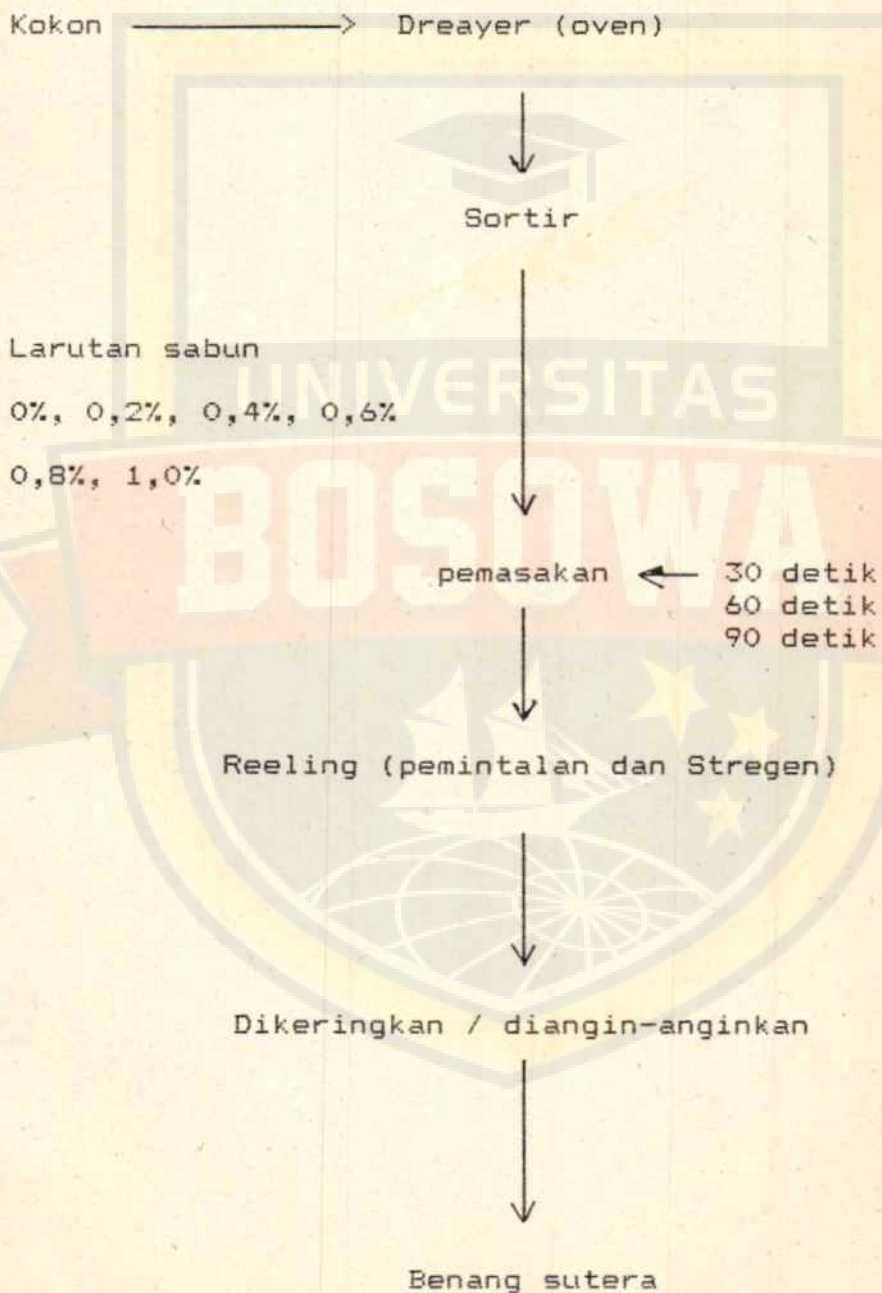 Kokon ────────> Dreayer (oven)
Sortir
Larutan sabun
0%, 0,2%, 0,4%, 0,6%
0,8%, 1,0%
UNIVERSITAS
BOSOWA
pemasakan <── 30 detik
60 detik
90 detik
Reeling (pemintalan dan Stregen)
Dikeringkan / diangin-anginkan
Benang sutera